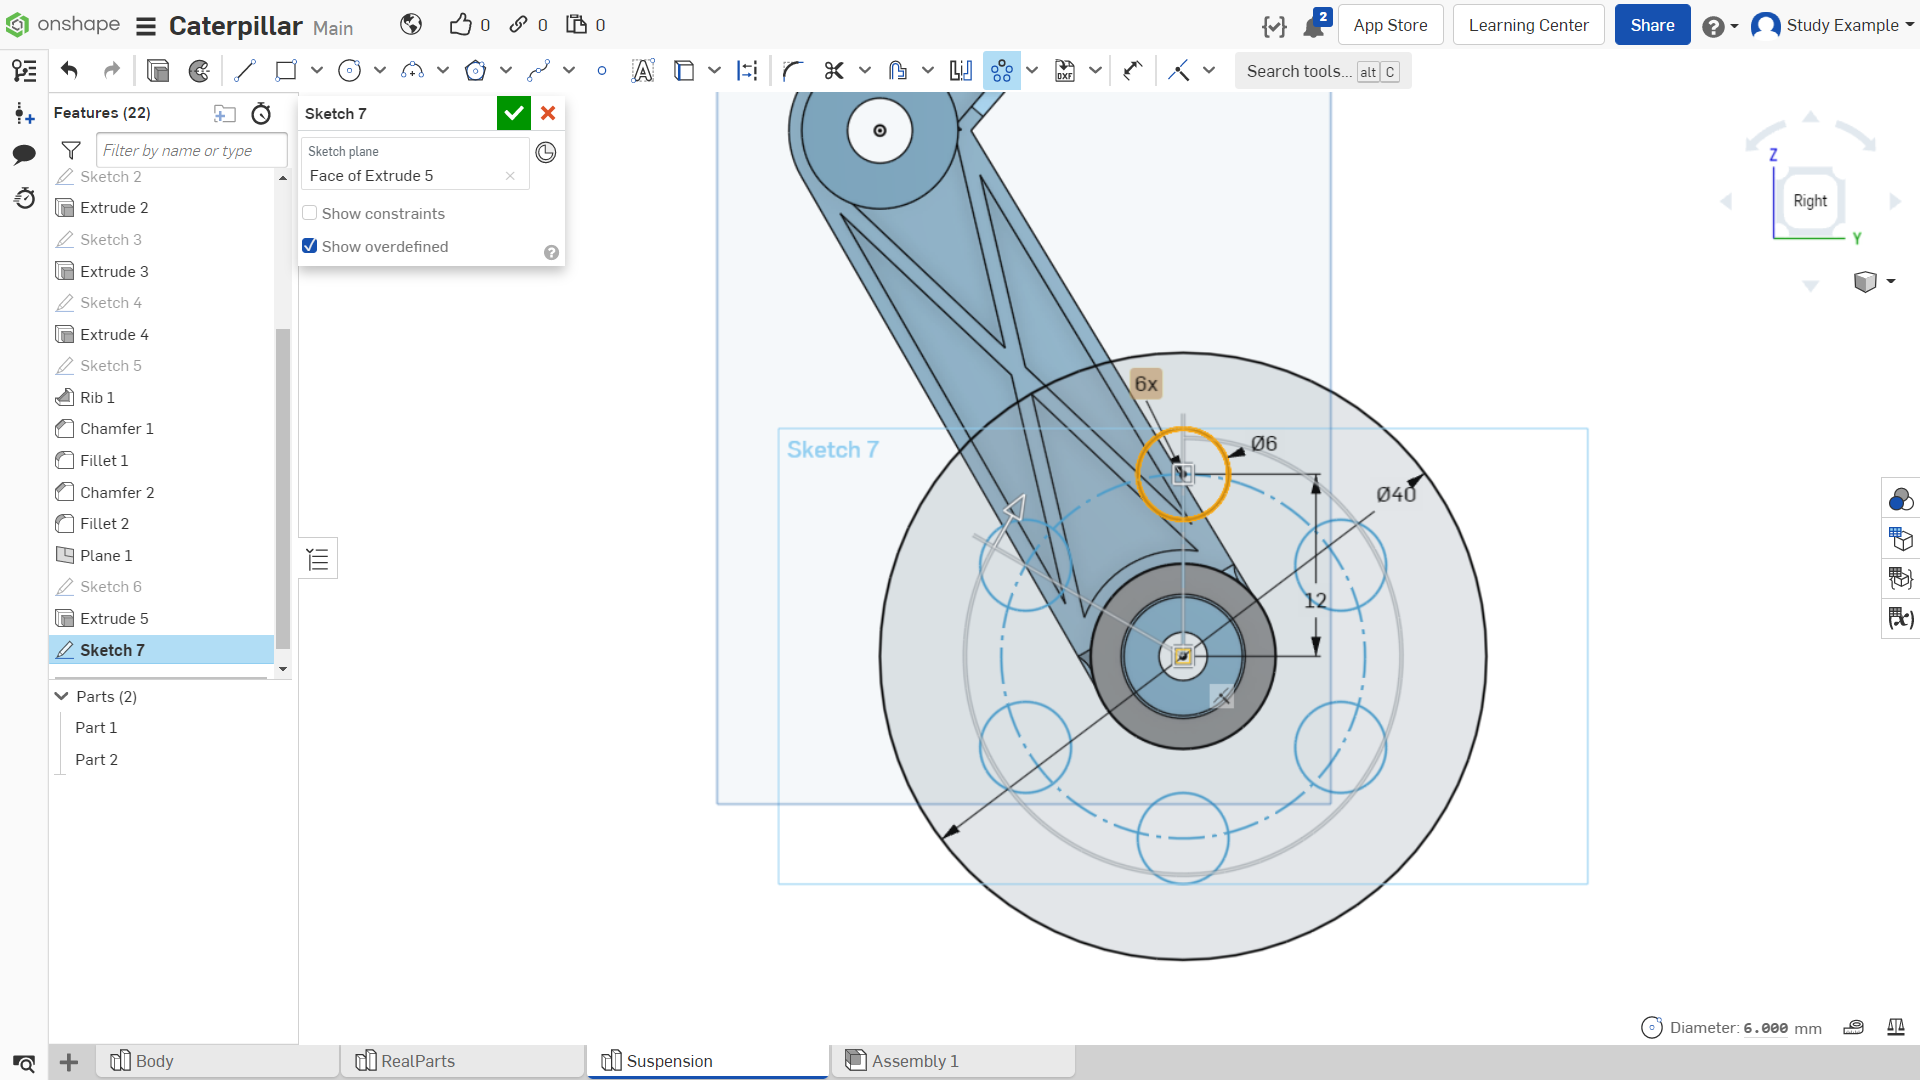 onshape
Caterpillar Main
0
0
0
2
App Store
Learning Center
Share
Study Example
Search tools... alt C
Features (22)
Filter by name or type
Sketch 2
Extrude 2
Sketch 3
Extrude 3
Sketch 4
Extrude 4
Sketch 5
Rib 1
Chamfer 1
Fillet 1
Chamfer 2
Fillet 2
Plane 1
Sketch 6
Extrude 5
Sketch 7
Parts (2)
Part 1
Part 2
Sketch 7
Sketch plane
Face of Extrude 5
Show constraints
Show overdefined
Sketch 7
6x
Ø6
Ø40
12
Z
Right
Y
Diameter: 6.000 mm
Body
RealParts
Suspension
Assembly 1